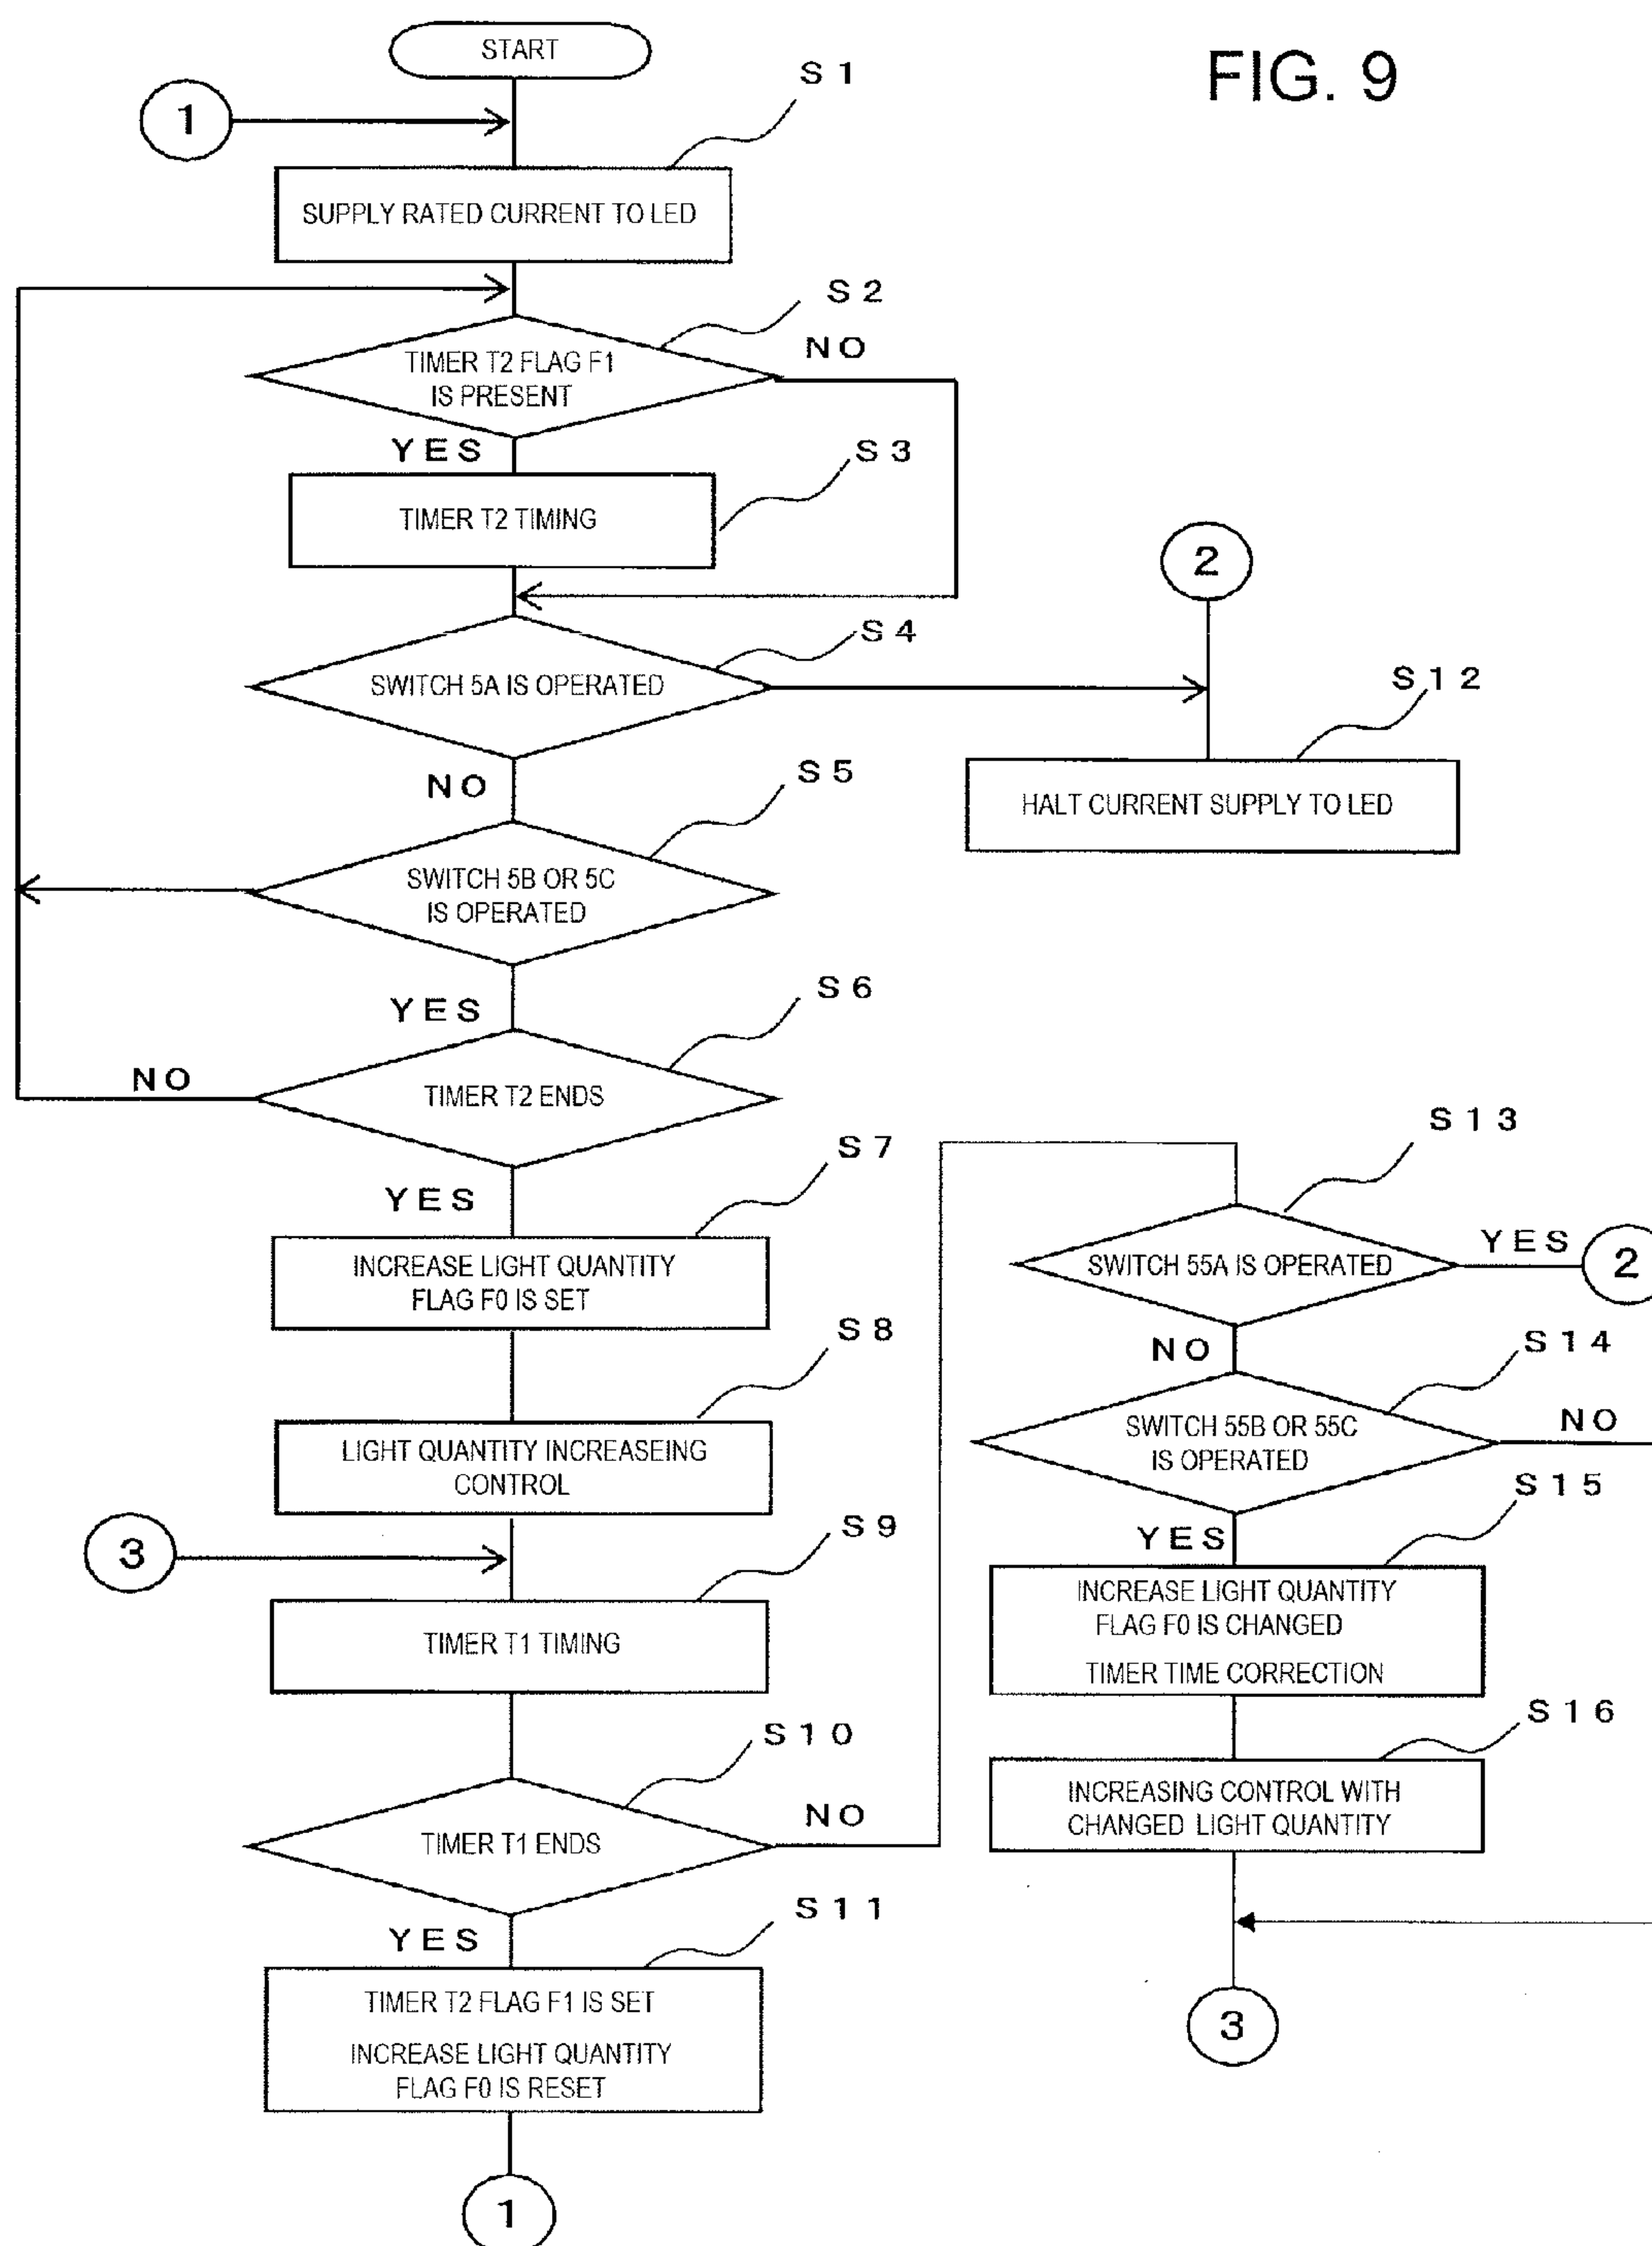 FIG. 9
START
1
S1
SUPPLY RATED CURRENT TO LED
S2
TIMER T2 FLAG F1
IS PRESENT
NO
YES
S3
TIMER T2 TIMING
S4
SWITCH 5A IS OPERATED
2
S12
HALT CURRENT SUPPLY TO LED
NO
S5
SWITCH 5B OR 5C
IS OPERATED
YES
S6
TIMER T2 ENDS
NO
YES
S7
INCREASE LIGHT QUANTITY
FLAG F0 IS SET
S8
LIGHT QUANTITY INCREASEING
CONTROL
3
S9
TIMER T1 TIMING
S10
TIMER T1 ENDS
NO
YES
S11
TIMER T2 FLAG F1 IS SET
INCREASE LIGHT QUANTITY
FLAG F0 IS RESET
1
S13
SWITCH 55A IS OPERATED
YES
2
NO
S14
SWITCH 55B OR 55C
IS OPERATED
NO
YES
S15
INCREASE LIGHT QUANTITY
FLAG F0 IS CHANGED
TIMER TIME CORRECTION
S16
INCREASING CONTROL WITH
CHANGED LIGHT QUANTITY
3